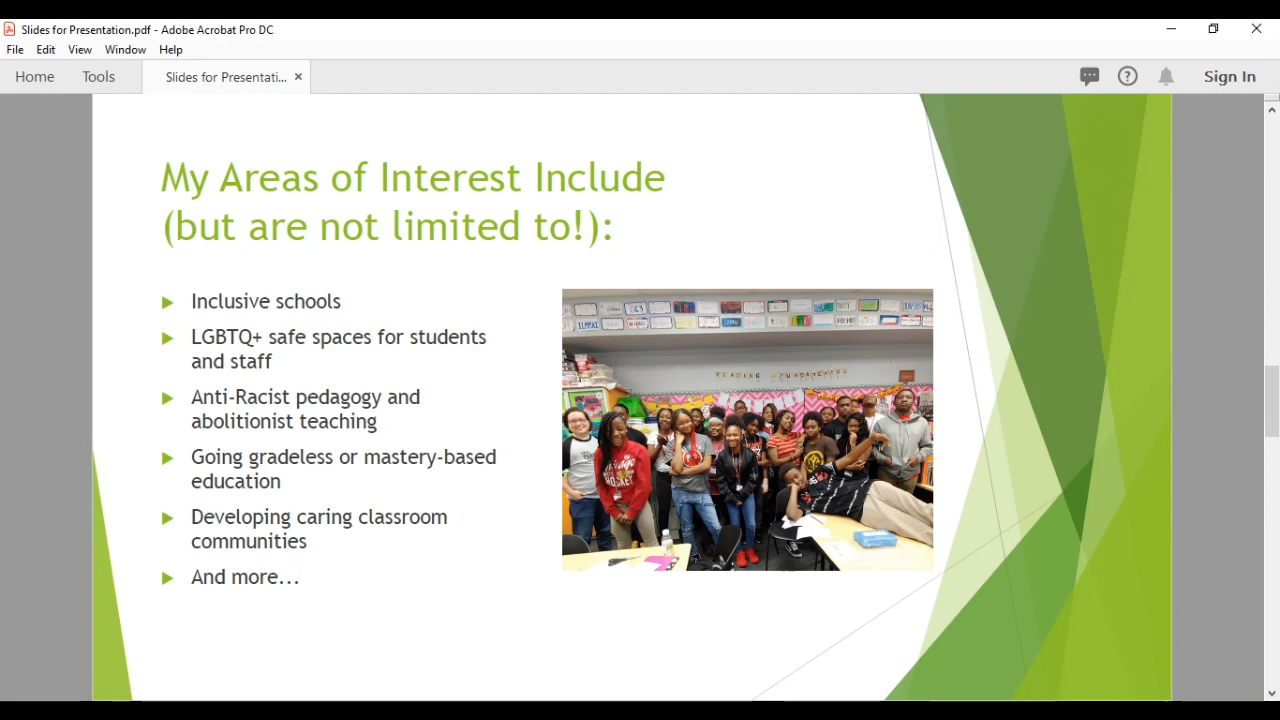 Slides for Presentation.pdf - Adobe Acrobat Pro DC
File Edit View Window Help
Home Tools Slides for Presentati... × Sign In
My Areas of Interest Include
(but are not limited to!):
▶ Inclusive schools
▶ LGBTQ+ safe spaces for students
and staff
▶ Anti-Racist pedagogy and
abolitionist teaching
▶ Going gradeless or mastery-based
education
▶ Developing caring classroom
communities
▶ And more...
READING FUNDAMENTAL
HOCKEY